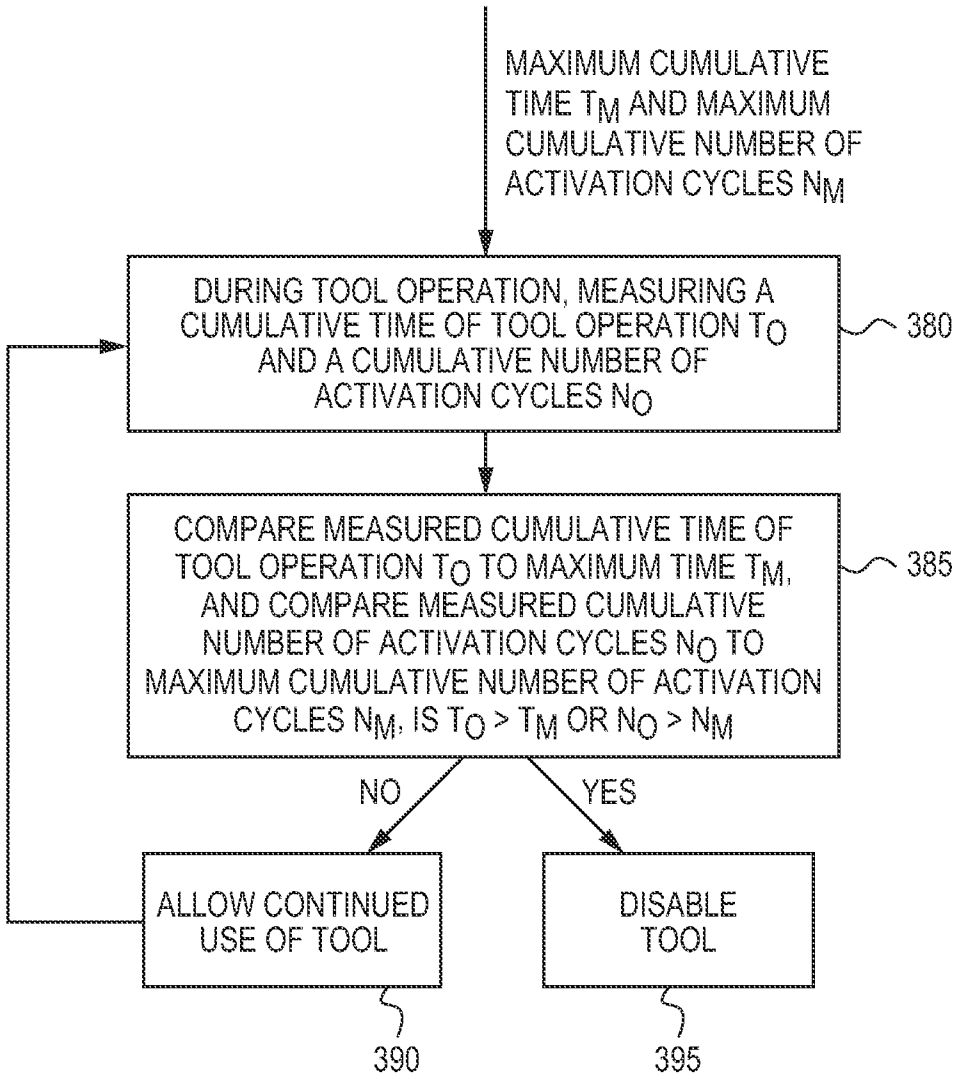 MAXIMUM CUMULATIVE
TIME TM AND MAXIMUM
CUMULATIVE NUMBER OF
ACTIVATION CYCLES NM
DURING TOOL OPERATION, MEASURING A
CUMULATIVE TIME OF TOOL OPERATION TO
AND A CUMULATIVE NUMBER OF
ACTIVATION CYCLES NO
380
COMPARE MEASURED CUMULATIVE TIME OF
TOOL OPERATION TO TO MAXIMUM TIME TM,
AND COMPARE MEASURED CUMULATIVE
NUMBER OF ACTIVATION CYCLES NO TO
MAXIMUM CUMULATIVE NUMBER OF ACTIVATION
CYCLES NM, IS TO > TM OR NO > NM
385
NO
YES
ALLOW CONTINUED
USE OF TOOL
DISABLE
TOOL
390
395